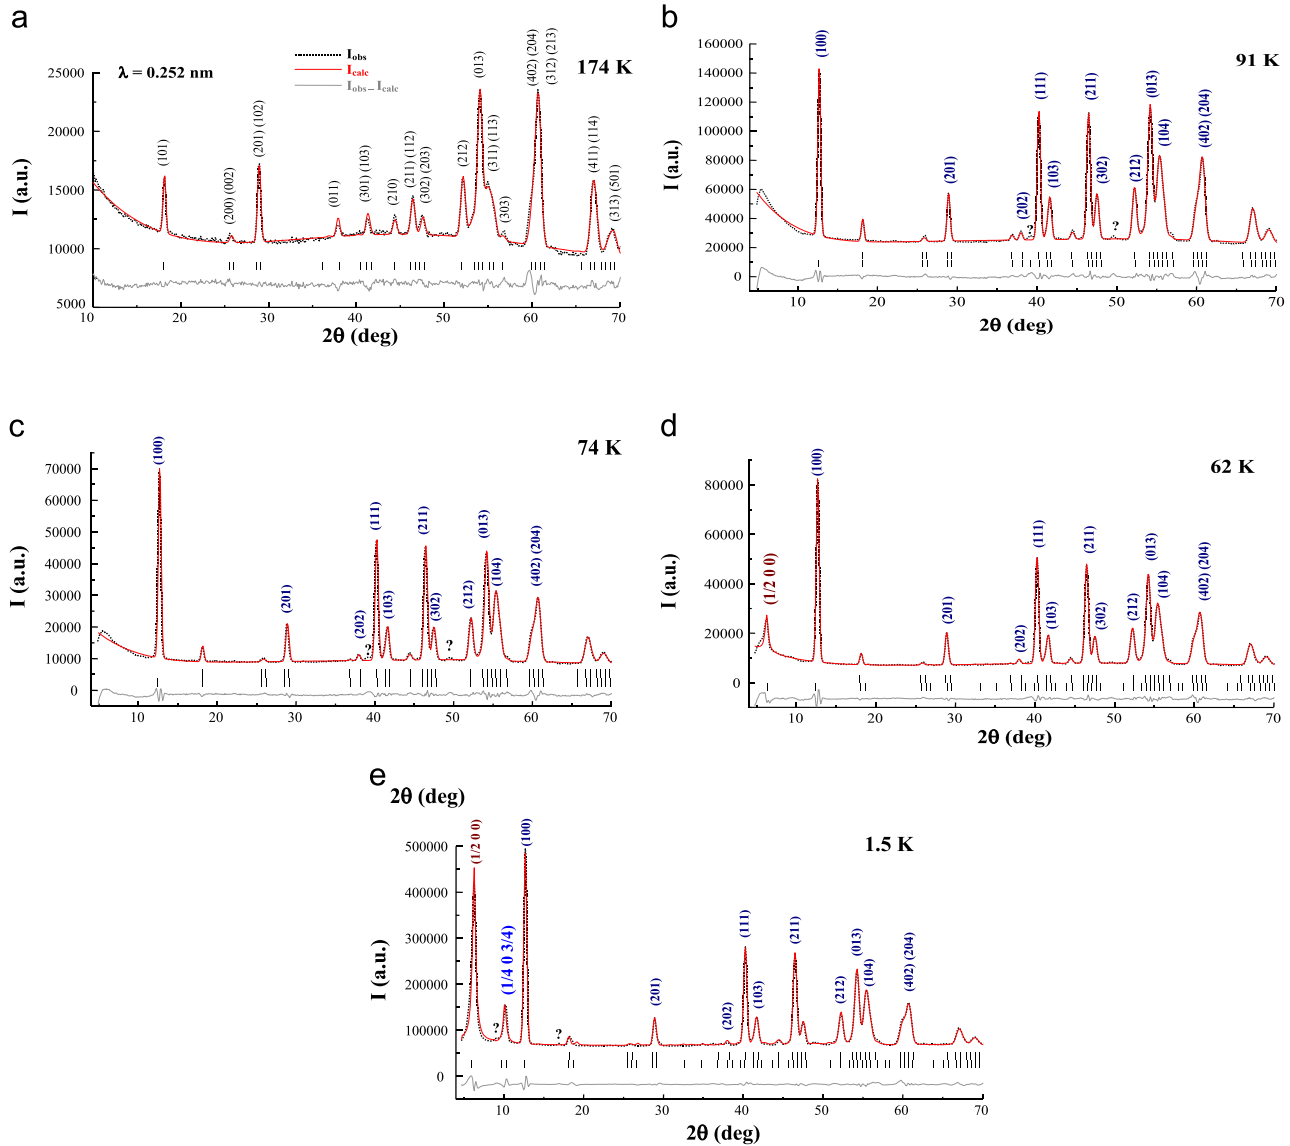 a
λ = 0.252 nm
I_obs
I_calc
I_obs – I_calc
174 K
25000
20000
15000
10000
5000
I (a.u.)
(101)
(200) (002)
(201) (102)
(011)
(301) (103)
(210)
(211) (112)
(302) (203)
(212)
(013)
(311) (113)
(303)
(402) (204)
(312) (213)
(411) (114)
(313) (501)
10 20 30 40 50 60 70
2θ (deg)
b
91 K
160000
140000
120000
100000
80000
60000
40000
20000
0
I (a.u.)
(100)
(201)
(202)
?
(111)
(103)
(211)
(302)
?
(212)
(013)
(104)
(402) (204)
10 20 30 40 50 60 70
2θ (deg)
c
74 K
70000
60000
50000
40000
30000
20000
10000
0
I (a.u.)
(100)
(201)
(202)
?
(111)
(103)
(211)
(302)
?
(212)
(013)
(104)
(402) (204)
10 20 30 40 50 60 70
2θ (deg)
d
62 K
80000
60000
40000
20000
0
I (a.u.)
(1/2 0 0)
(100)
(201)
(202)
(111)
(103)
(211)
(302)
(212)
(013)
(104)
(402) (204)
10 20 30 40 50 60 70
2θ (deg)
e
2θ (deg)
1.5 K
500000
400000
300000
200000
100000
0
I (a.u.)
(1/2 0 0)
?
(1/4 0 3/4)
(100)
?
(201)
(202)
(111)
(103)
(211)
(212)
(013)
(104)
(402) (204)
10 20 30 40 50 60 70
2θ (deg)